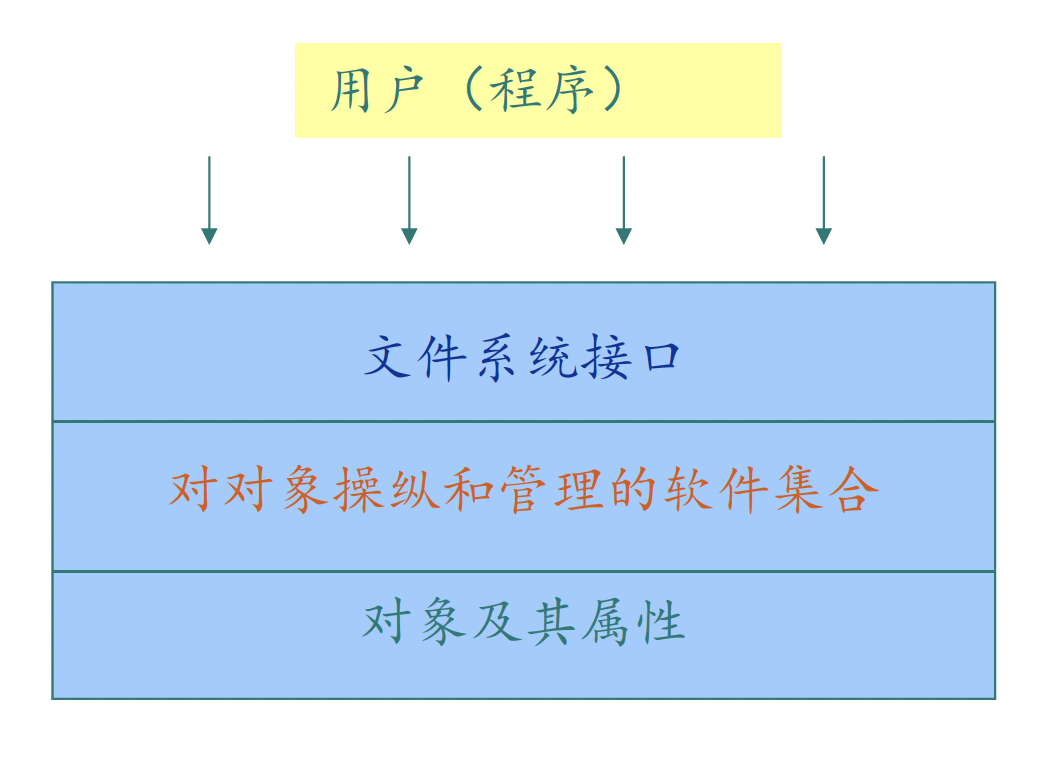 用户（程序）
文件系统接口
对对象操纵和管理的软件集合
对象及其属性